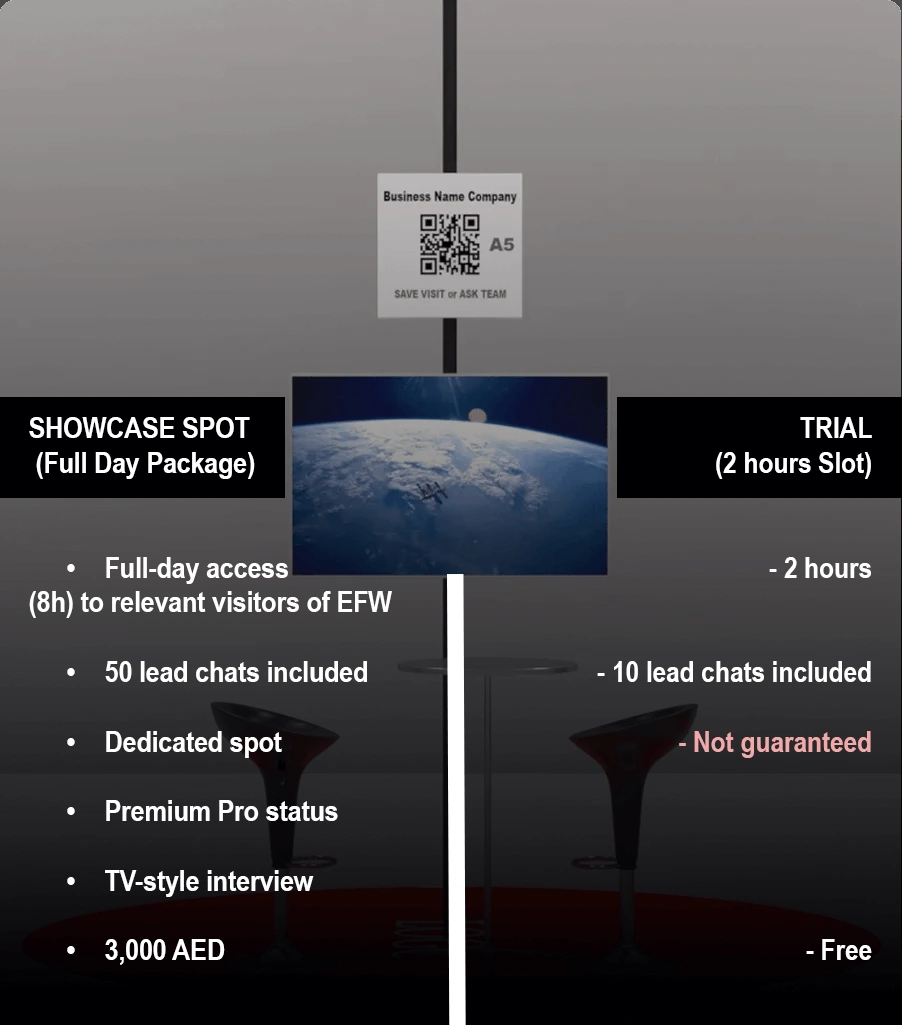 Business Name Company
A5
SAVE VISIT or ASK TEAM
SHOWCASE SPOT
(Full Day Package)
TRIAL
(2 hours Slot)
• Full-day access
(8h) to relevant visitors of EFW
- 2 hours
• 50 lead chats included
- 10 lead chats included
• Dedicated spot
- Not guaranteed
• Premium Pro status
• TV-style interview
• 3,000 AED
- Free